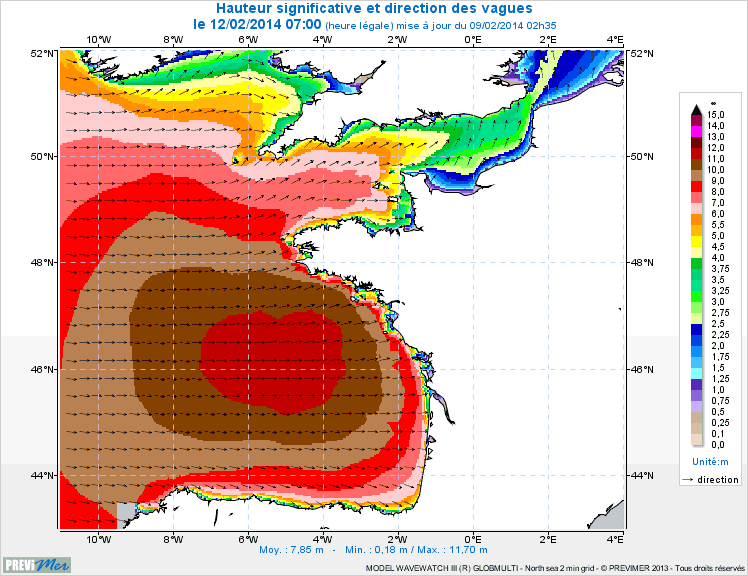 Hauteur significative et direction des vagues
le 12/02/2014 07:00 (heure légale) mise à jour du 09/02/2014 02h35
10°W 8°W 6°W 4°W 2°W 0°E 2°E 4°E
52°N 52°N
50°N 50°N
48°N 48°N
46°N 46°N
44°N 44°N
10°W 8°W 6°W 4°W 2°W 0°E 2°E 4°E
∞
15,0
14,0
13,0
12,0
11,0
10,0
9,0
8,0
7,0
6,0
5,5
5,0
4,5
4,0
3,75
3,5
3,25
3,0
2,75
2,5
2,25
2,0
1,75
1,5
1,25
1,0
0,75
0,5
0,25
0,1
0,0
Unité:m
direction
Moy. : 7,85 m - Min. : 0,18 m / Max. : 11,70 m
PREVIMer
MODEL WAVEWATCH III (R) GLOBMULTI - North sea 2 min grid - © PREVIMER 2013 - Tous droits réservés